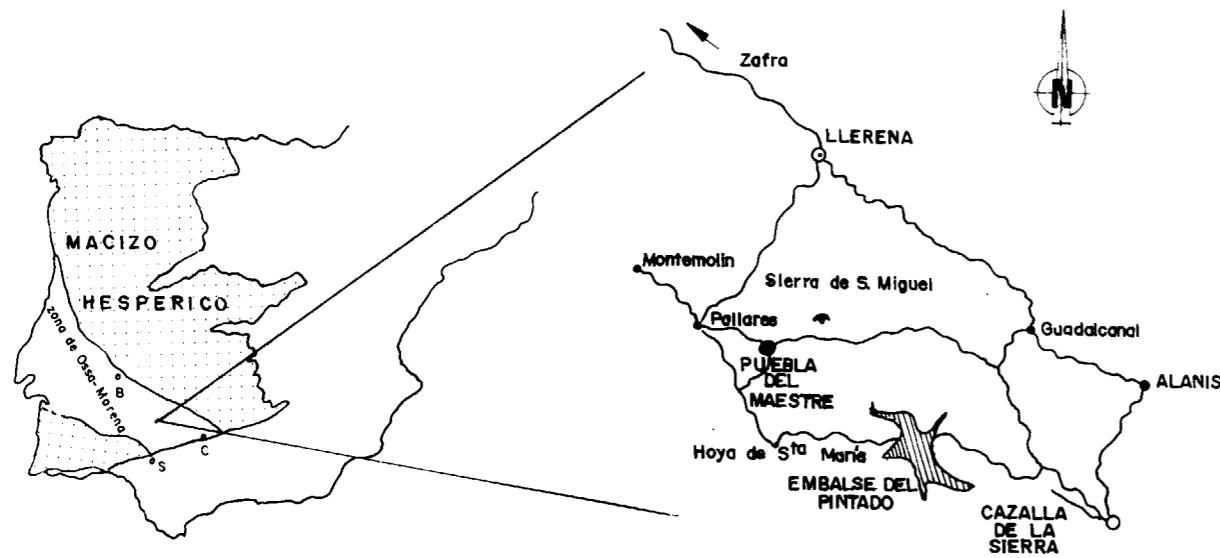 MACIZO
HESPERICO
zona de Ossa-Morena
B
S
C
Zafra
N
LLERENA
Montemolin
Sierra de S. Miguel
Pallares
Guadalcanal
PUEBLA
DEL
MAESTRE
ALANIS
Hoya de Sta María
EMBALSE DEL
PINTADO
CAZALLA
DE LA
SIERRA